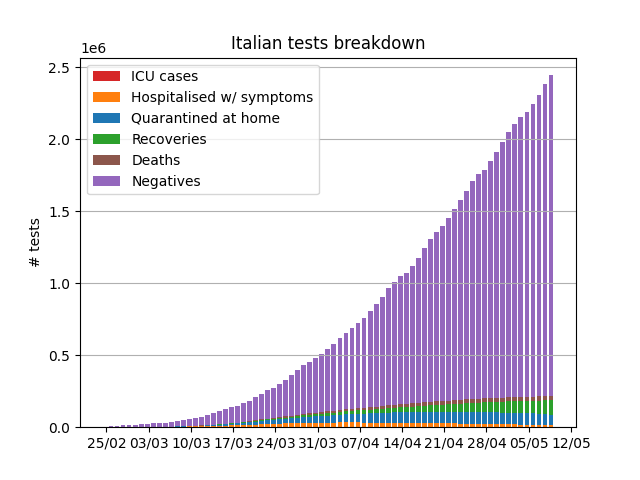 Italian tests breakdown
1e6
2.5
2.0
1.5
1.0
0.5
0.0
# tests
ICU cases
Hospitalised w/ symptoms
Quarantined at home
Recoveries
Deaths
Negatives
25/02 03/03 10/03 17/03 24/03 31/03 07/04 14/04 21/04 28/04 05/05 12/05